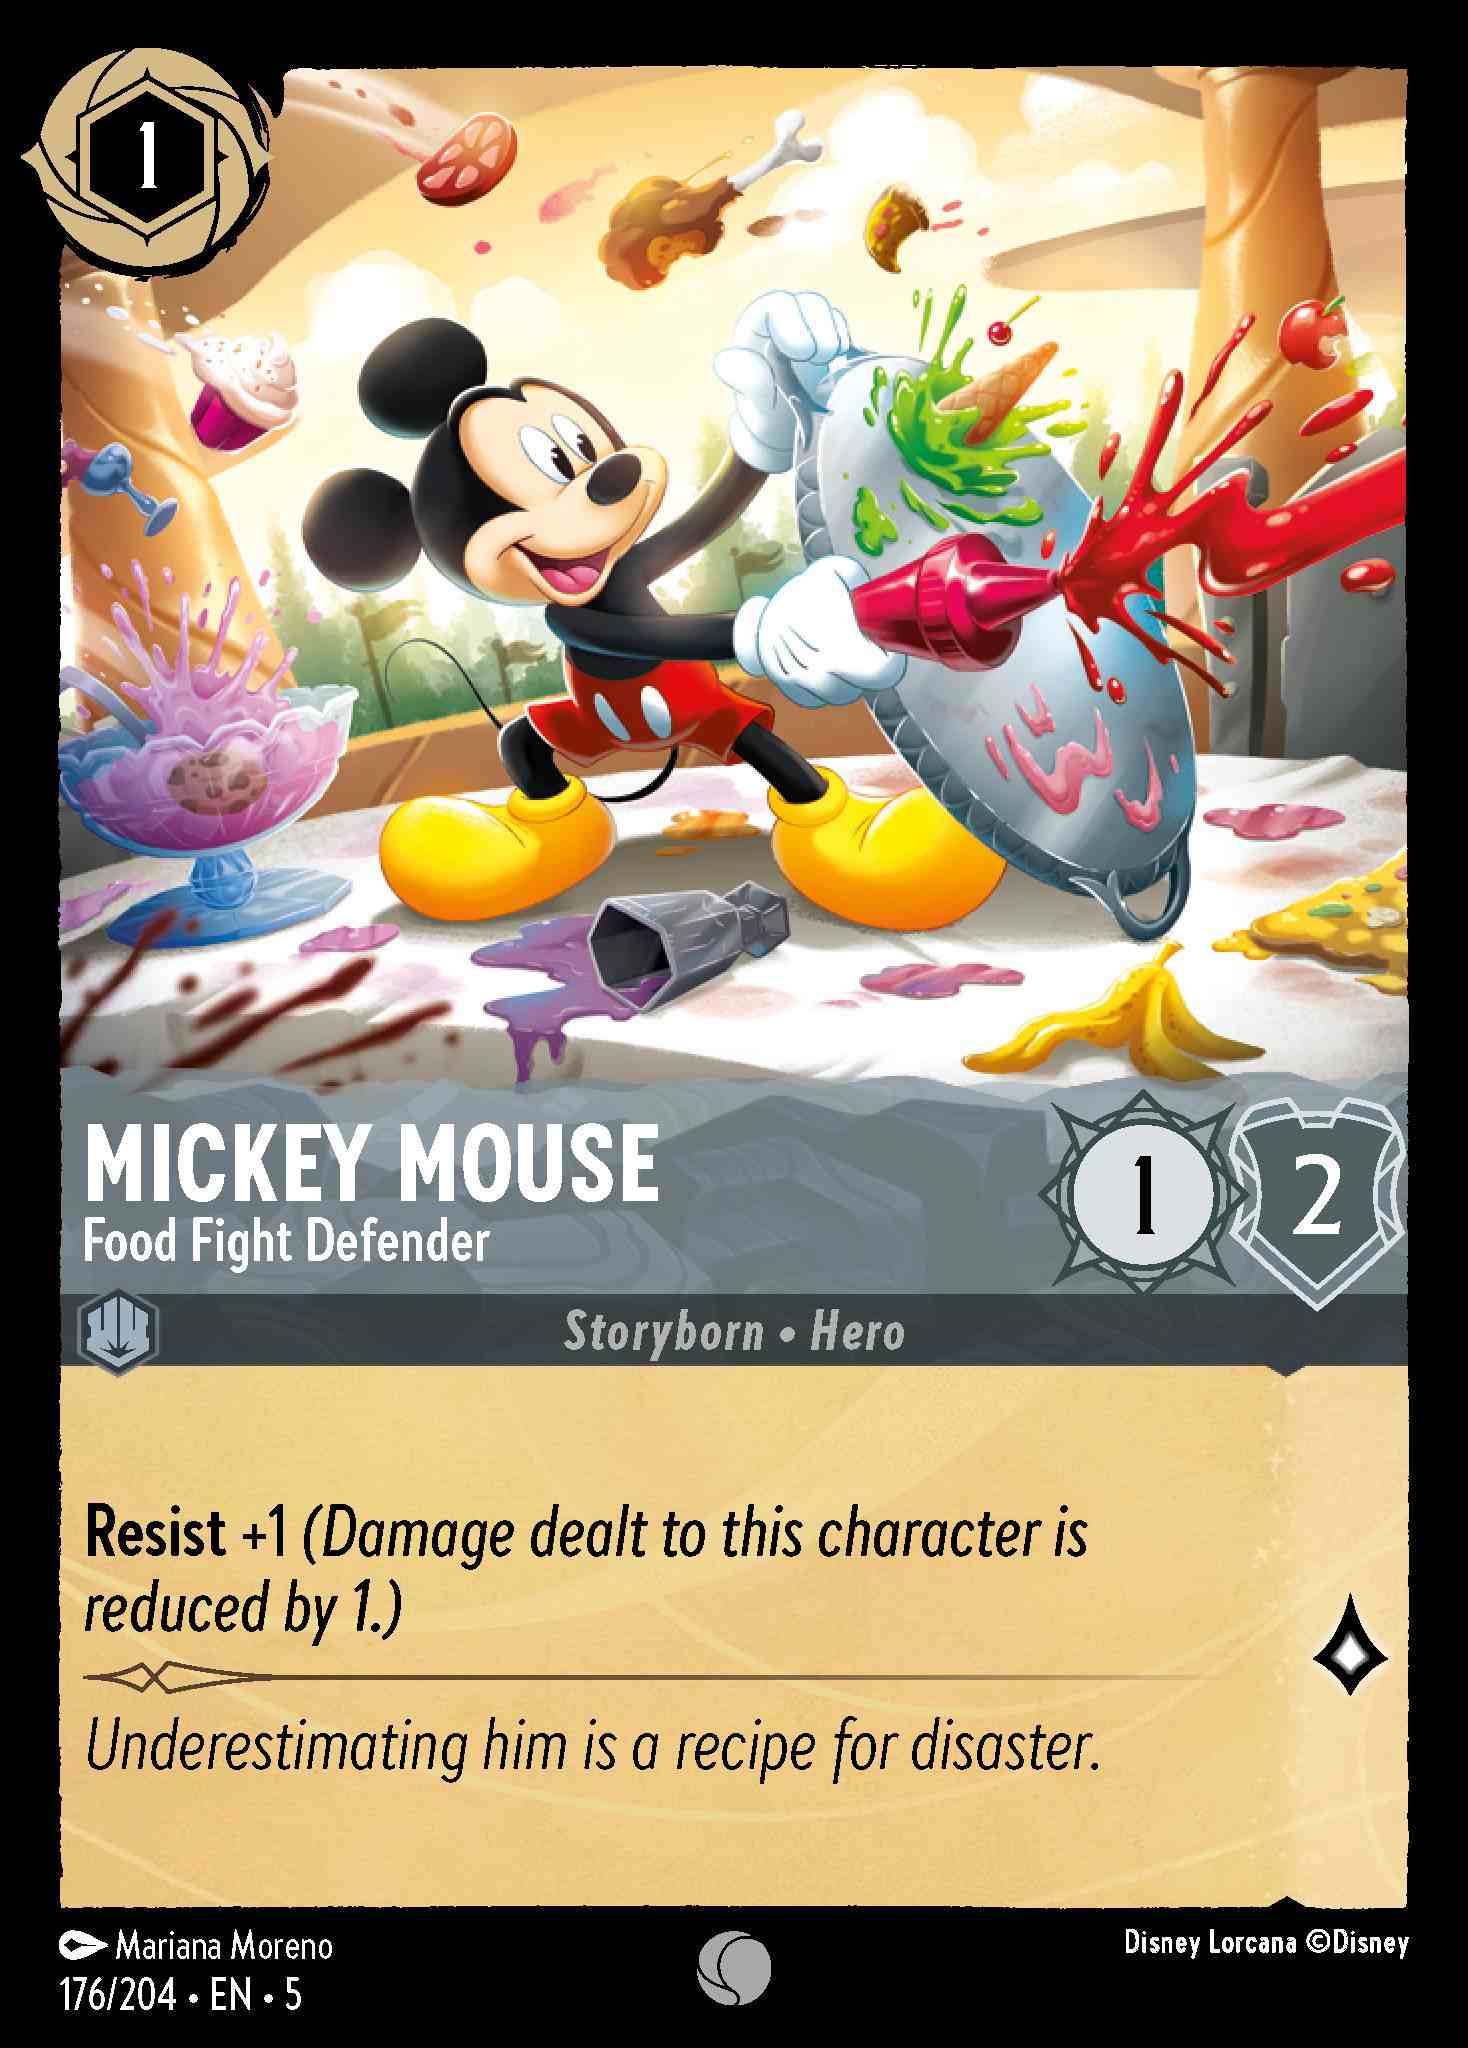 1
MICKEY MOUSE
Food Fight Defender
1
2
Storyborn • Hero
Resist +1 (Damage dealt to this character is
reduced by 1.)
Underestimating him is a recipe for disaster.
Mariana Moreno
Disney Lorcana ©Disney
176/204 • EN • 5